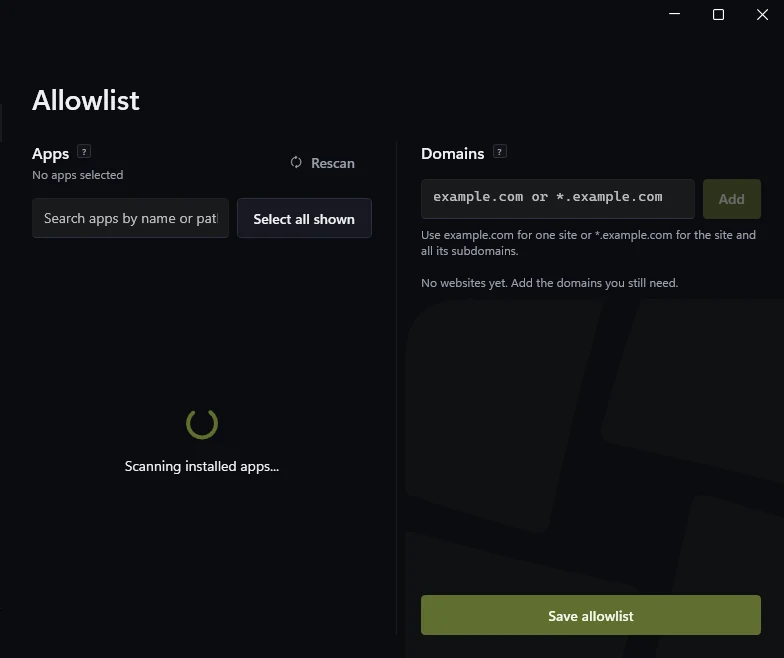 Allowlist
Apps ?
No apps selected
Rescan
Search apps by name or pat
Select all shown
Scanning installed apps...
Domains ?
example.com or *.example.com
Add
Use example.com for one site or *.example.com for the site and
all its subdomains.
No websites yet. Add the domains you still need.
Save allowlist